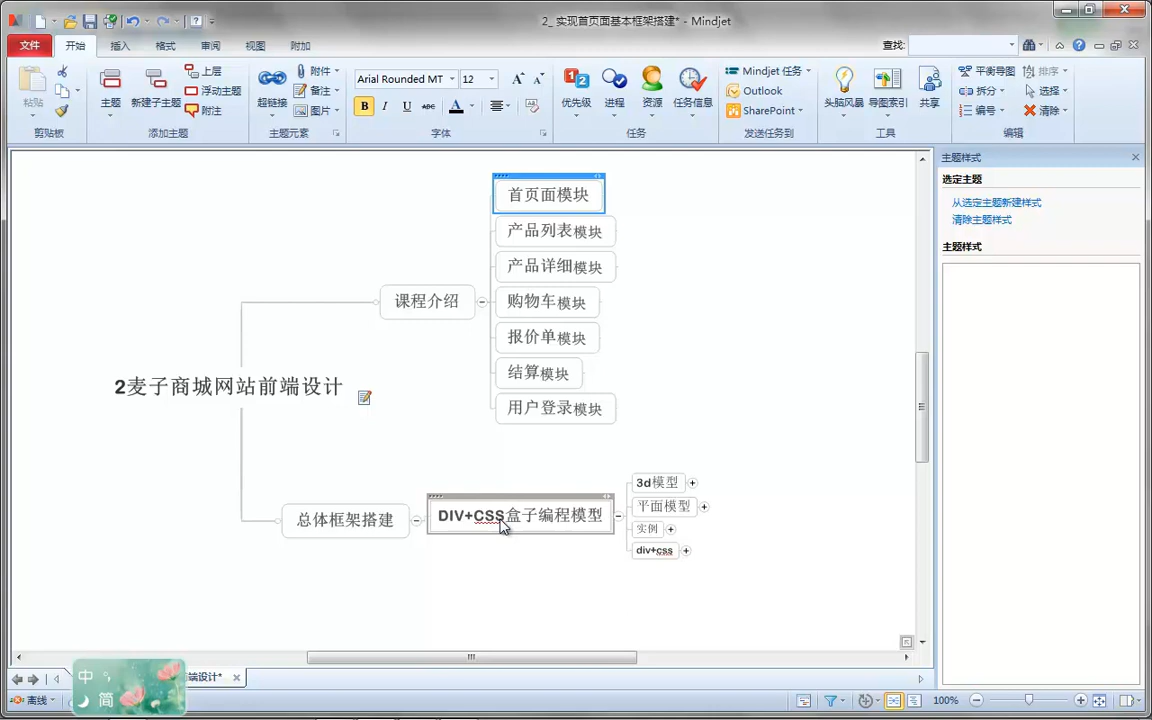 2_ 实现首页面基本框架搭建* - Mindjet
文件 开始 插入 格式 审阅 视图 附加 查找:
粘贴 剪贴板
主题 新建子主题 上层 浮动主题 附注 添加主题
超链接 附件 备注 图片 主题元素
Arial Rounded MT 12
B I U abc A 字体
优先级 进程 资源 任务信息 任务
Mindjet 任务 Outlook SharePoint 发送任务到
头脑风暴 导图索引 共享 工具
平衡导图 排序 拆分 选择 编号 清除 编辑
首页面模块
产品列表模块
产品详细模块
购物车模块
报价单模块
结算模块
用户登录模块
课程介绍
2麦子商城网站前端设计
总体框架搭建
DIV+CSS盒子编程模型
3d模型
平面模型
实例
div+css
主题样式
选定主题
从选定主题新建样式
清除主题样式
主题样式
中 简
端设计*
离线
100%